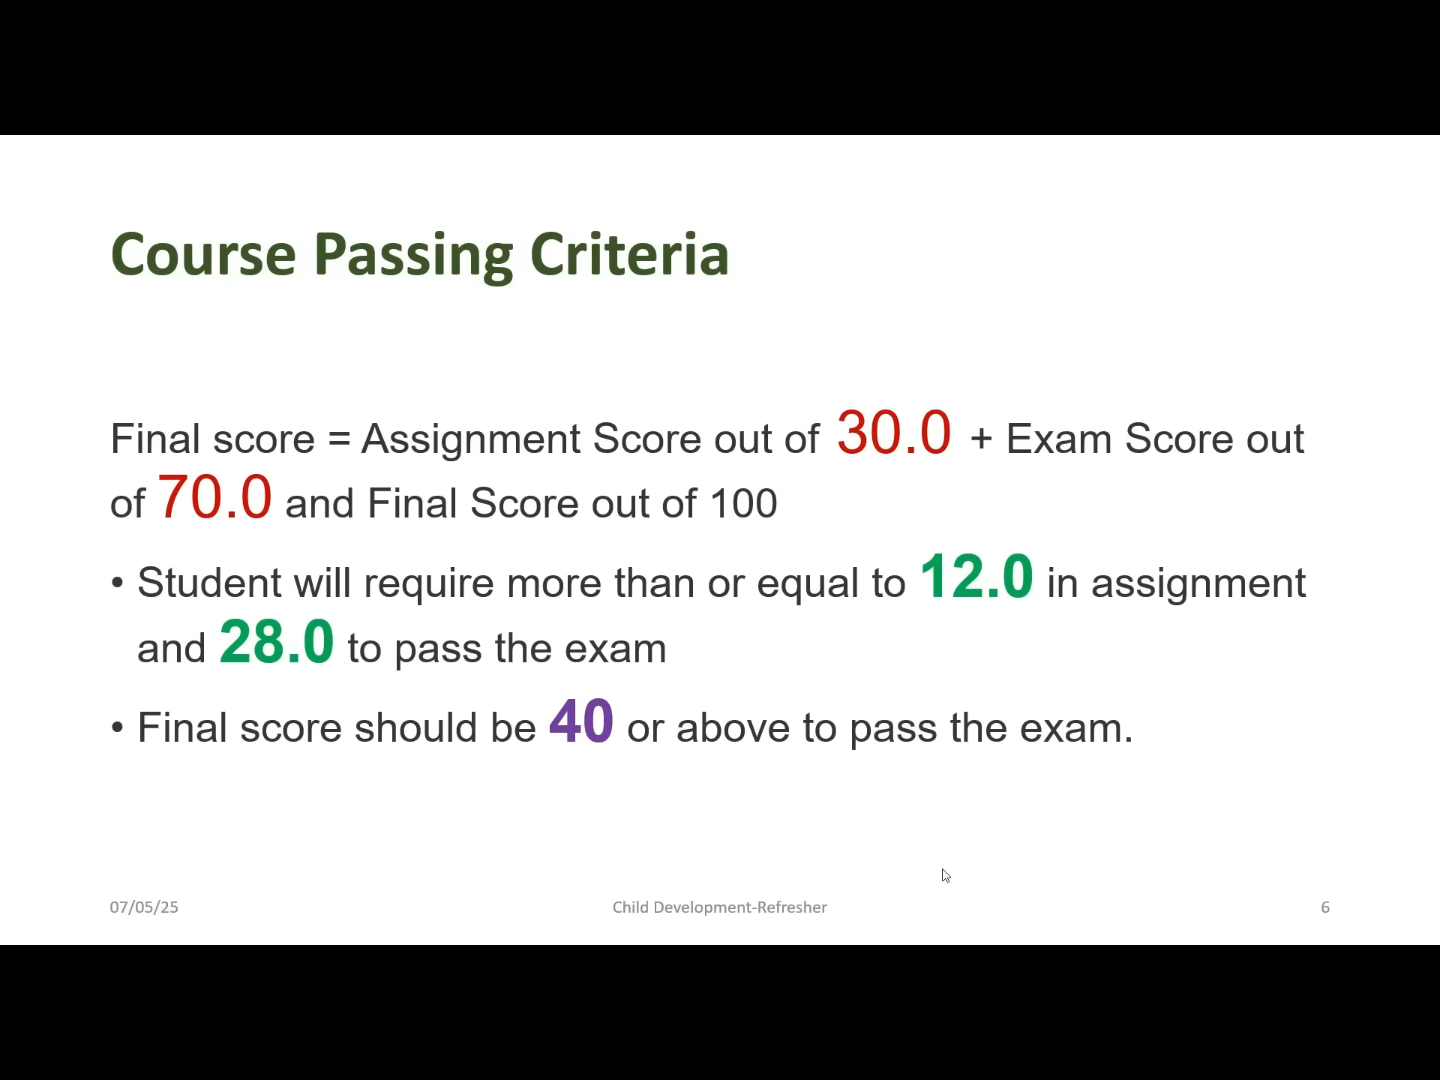 Course Passing Criteria
Final score = Assignment Score out of 30.0 + Exam Score out
of 70.0 and Final Score out of 100
• Student will require more than or equal to 12.0 in assignment
and 28.0 to pass the exam
• Final score should be 40 or above to pass the exam.
07/05/25 Child Development-Refresher 6